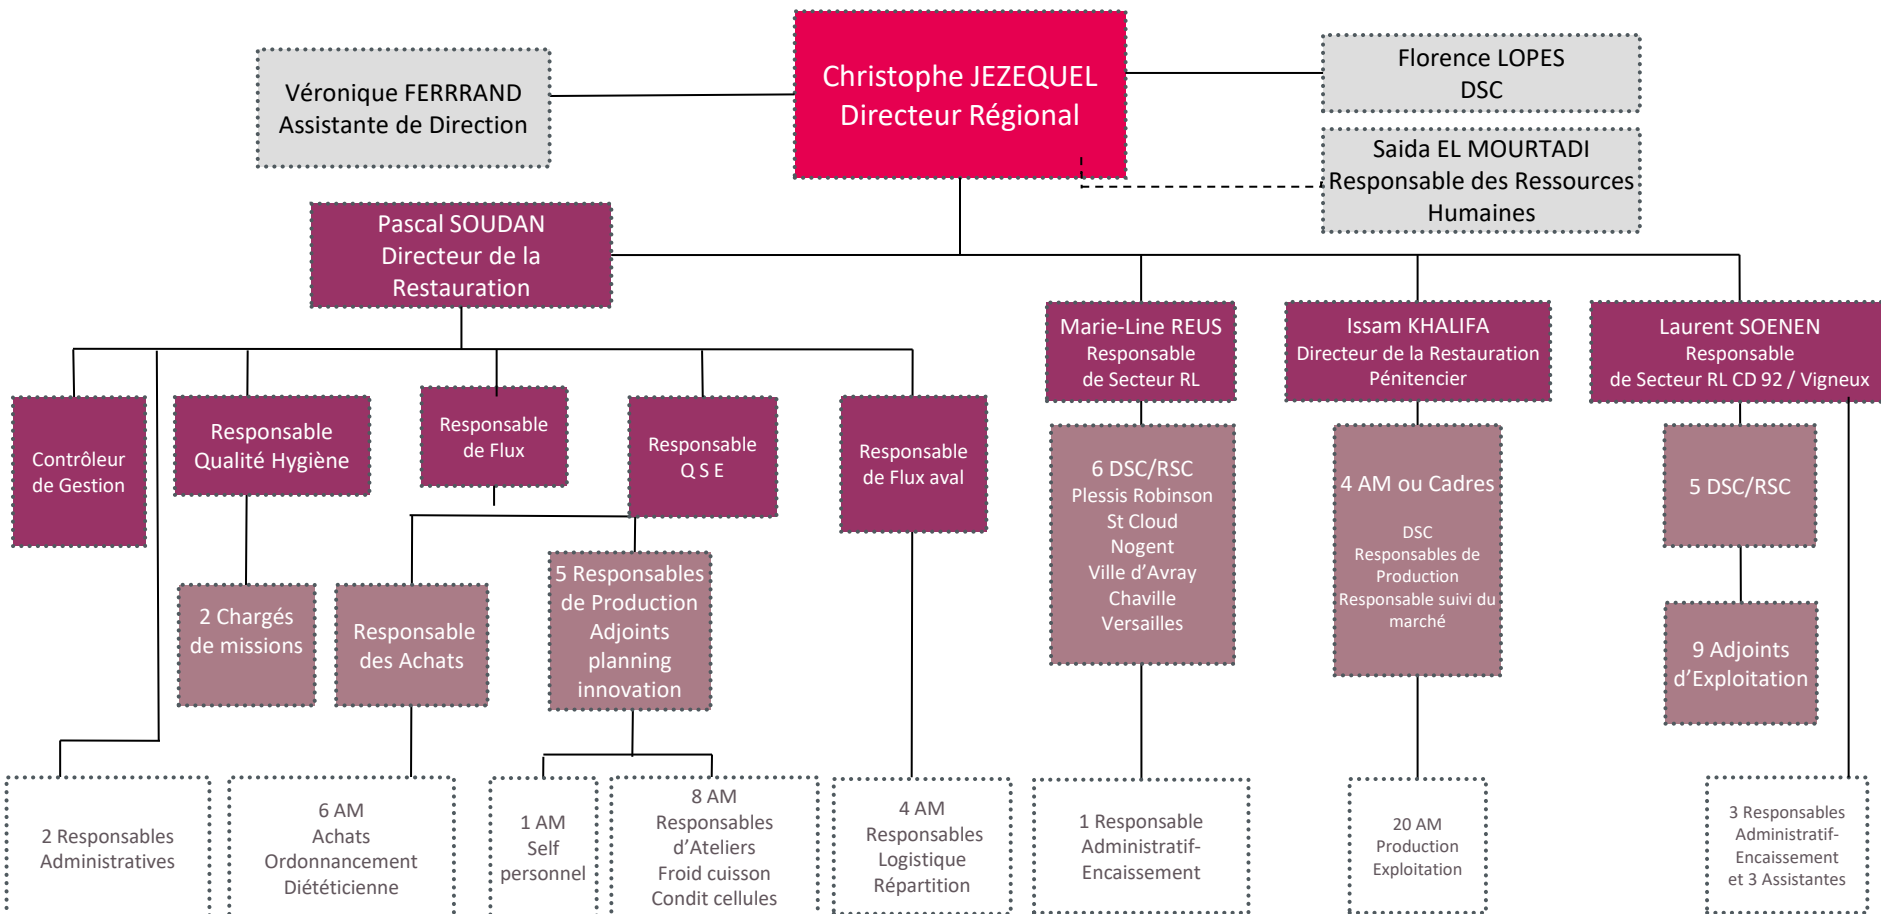 Véronique FERRRAND
Assistante de Direction
Christophe JEZEQUEL
Directeur Régional
Florence LOPES
DSC
Saida EL MOURTADI
Responsable des Ressources
Humaines
Pascal SOUDAN
Directeur de la
Restauration
Marie-Line REUS
Responsable
de Secteur RL
Issam KHALIFA
Directeur de la Restauration
Pénitencier
Laurent SOENEN
Responsable
de Secteur RL CD 92 / Vigneux
Contrôleur
de Gestion
Responsable
Qualité Hygiène
Responsable
de Flux
Responsable
Q S E
Responsable
de Flux aval
6 DSC/RSC
Plessis Robinson
St Cloud
Nogent
Ville d’Avray
Chaville
Versailles
4 AM ou Cadres
DSC
Responsables de
Production
Responsable suivi du
marché
5 DSC/RSC
2 Chargés
de missions
Responsable
des Achats
5 Responsables
de Production
Adjoints
planning
innovation
9 Adjoints
d’Exploitation
2 Responsables
Administratives
6 AM
Achats
Ordonnancement
Diététicienne
1 AM
Self
personnel
8 AM
Responsables
d’Ateliers
Froid cuisson
Condit cellules
4 AM
Responsables
Logistique
Répartition
1 Responsable
Administratif-
Encaissement
20 AM
Production
Exploitation
3 Responsables
Administratif-
Encaissement
et 3 Assistantes